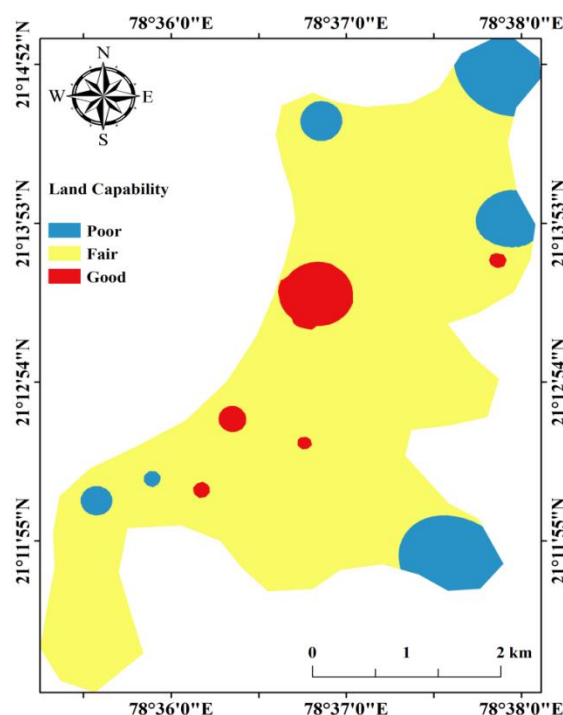 78°36'0"E 78°37'0"E 78°38'0"E
21°14'52"N 21°14'52"N
N
W E
S
Land Capability
Poor
Fair
Good
21°13'53"N 21°13'53"N
21°12'54"N 21°12'54"N
21°11'55"N 21°11'55"N
0 1 2 km
78°36'0"E 78°37'0"E 78°38'0"E